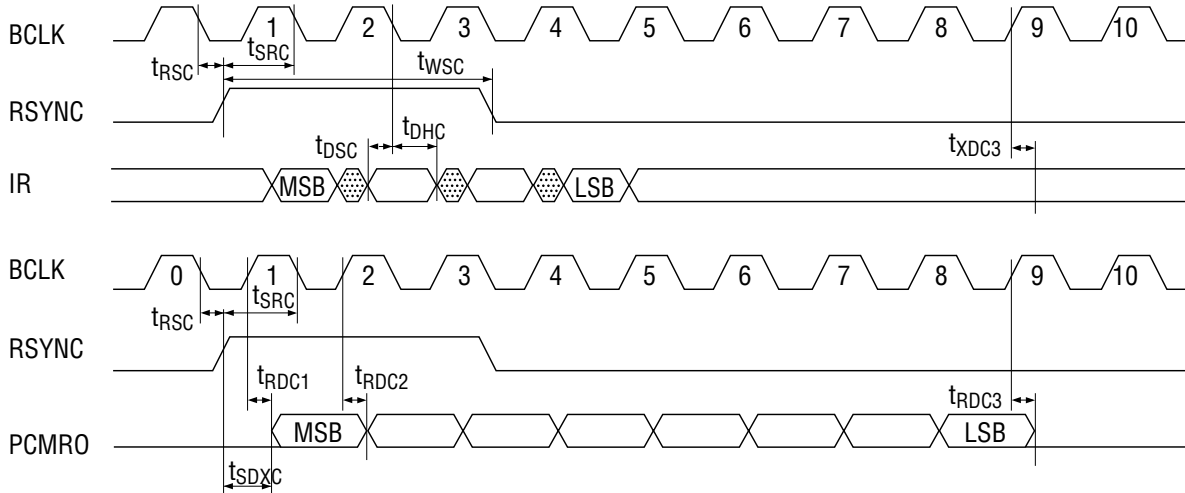 BCLK 1 2 3 4 5 6 7 8 9 10
tRSC tSRC tWSC
RSYNC
tDSC tDHC tXDC3
IR MSB LSB
BCLK 0 1 2 3 4 5 6 7 8 9 10
tRSC tSRC
RSYNC
tRDC1 tRDC2 tRDC3
PCMRO MSB LSB
tSDXC